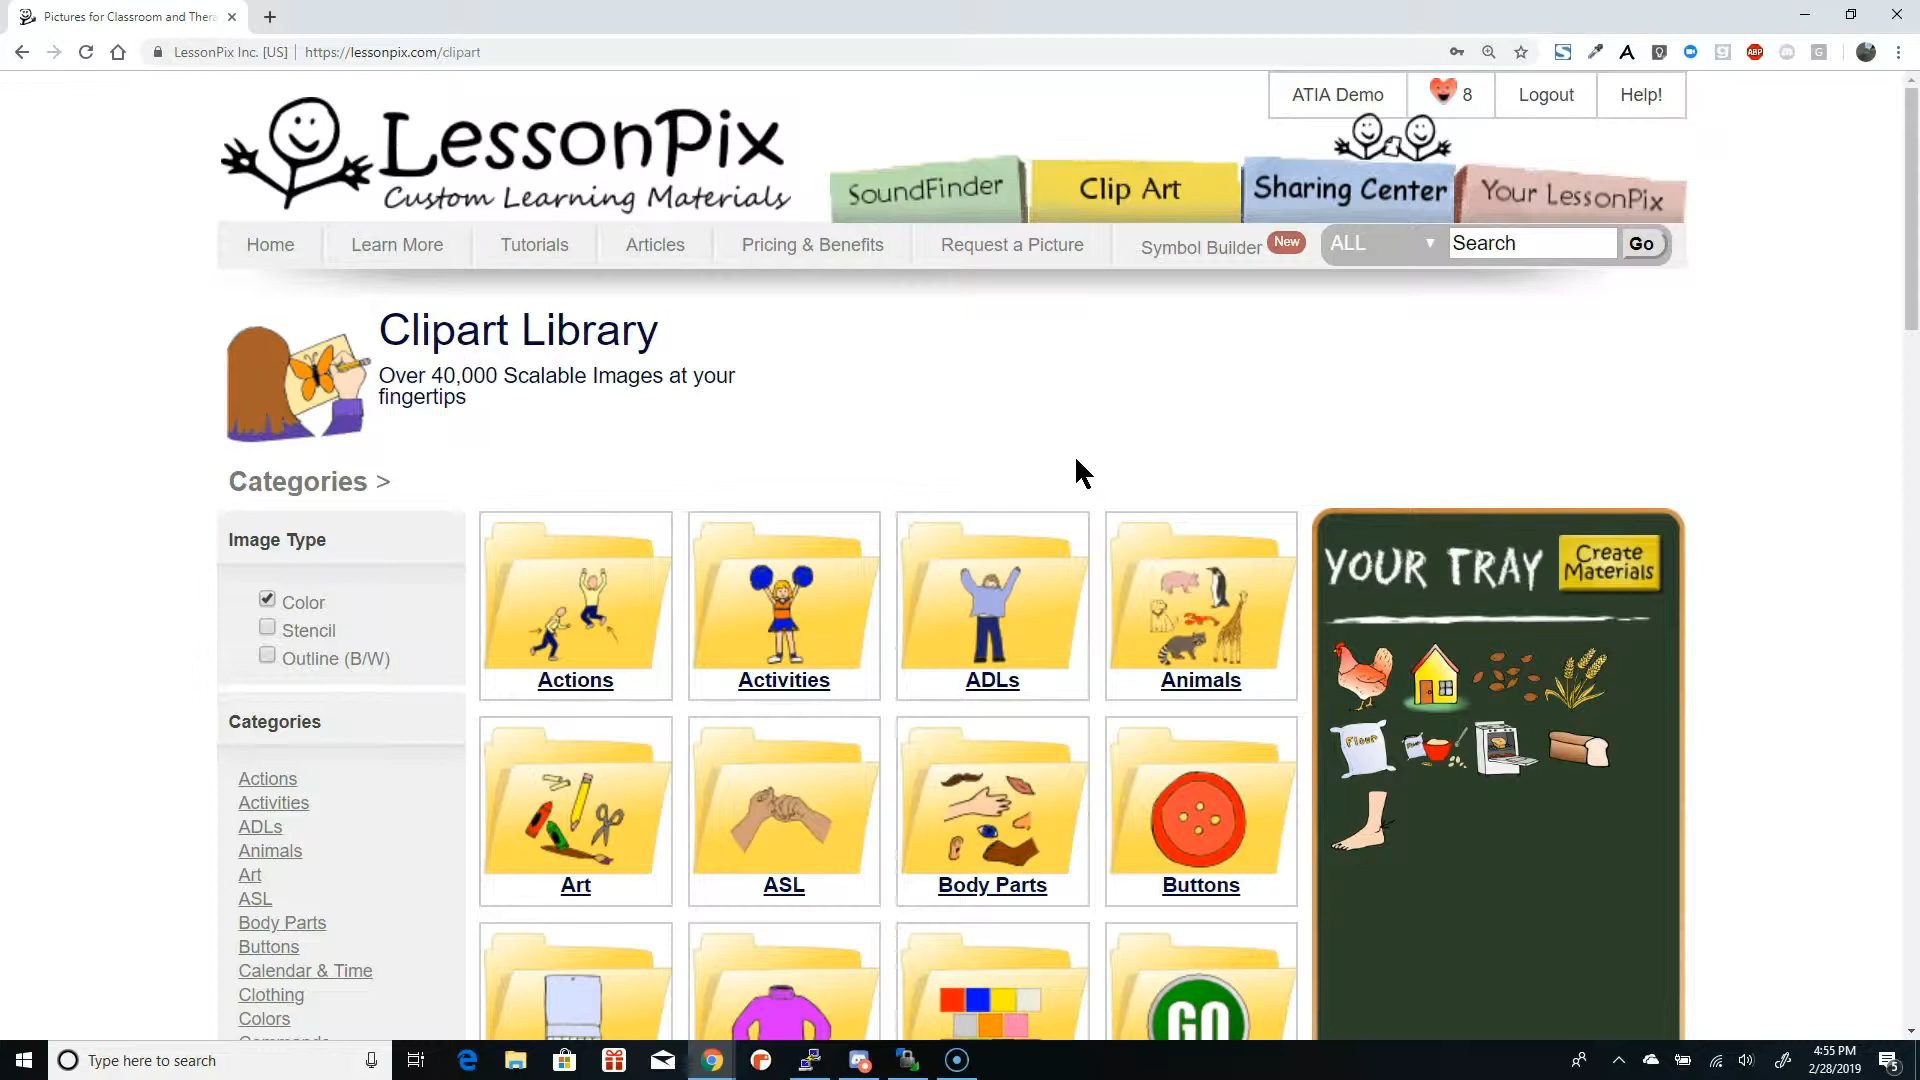 Pictures for Classroom and Thera
LessonPix Inc. [US] https://lessonpix.com/clipart
ABP
G
ATIA Demo 8 Logout Help!
LessonPix
Custom Learning Materials
SoundFinder Clip Art Sharing Center Your LessonPix
Home Learn More Tutorials Articles Pricing & Benefits Request a Picture Symbol Builder New ALL Search Go
Clipart Library
Over 40,000 Scalable Images at your
fingertips
Categories >
Image Type
Color
Stencil
Outline (B/W)
Categories
Actions
Activities
ADLs
Animals
Art
ASL
Body Parts
Buttons
Calendar & Time
Clothing
Colors
Actions Activities ADLs Animals
Art ASL Body Parts Buttons
GO
YOUR TRAY Create
Materials
Flour
Type here to search
4:55 PM
2/28/2019
5